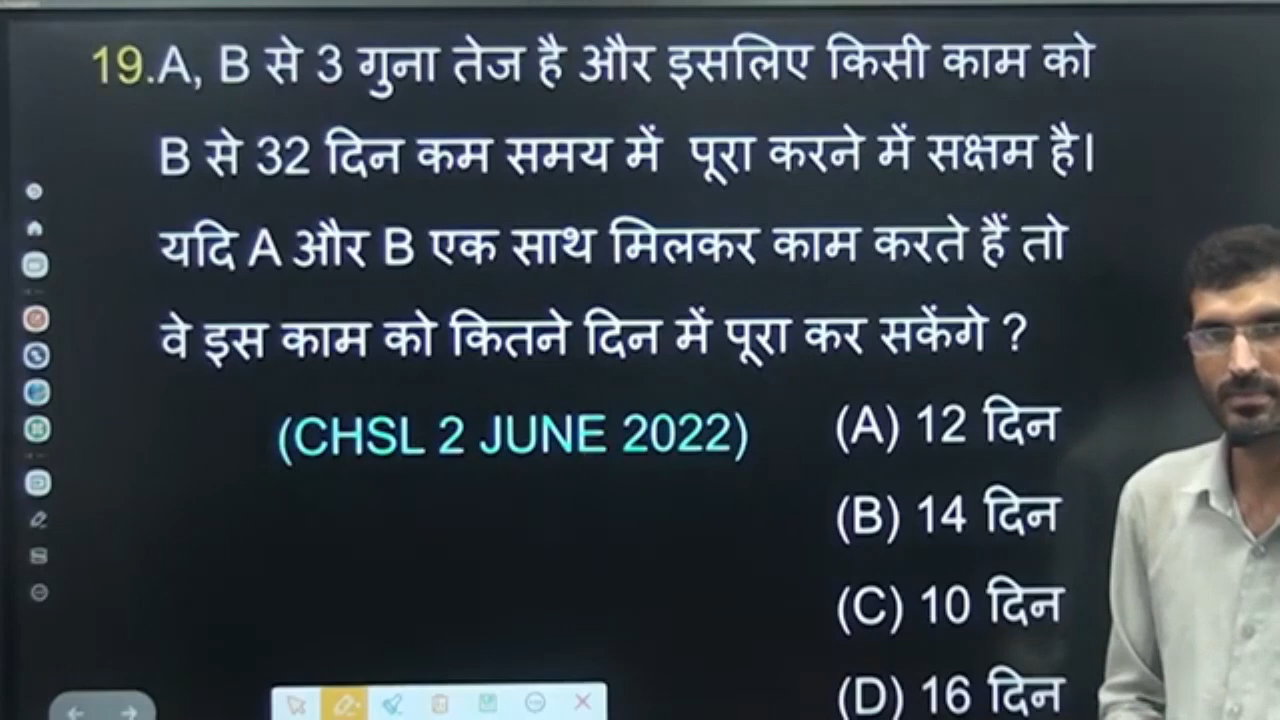 19.A, B से 3 गुना तेज है और इसलिए किसी काम को
B से 32 दिन कम समय में पूरा करने में सक्षम है।
यदि A और B एक साथ मिलकर काम करते हैं तो
वे इस काम को कितने दिन में पूरा कर सकेंगे ?
(CHSL 2 JUNE 2022)
(A) 12 दिन
(B) 14 दिन
(C) 10 दिन
(D) 16 दिन